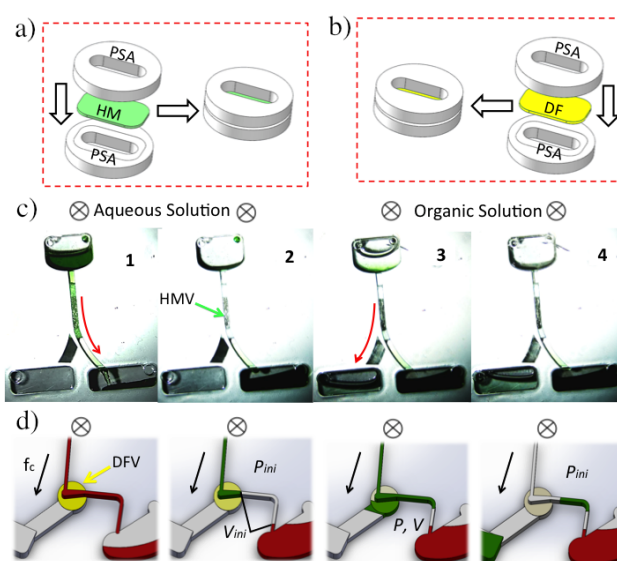 a)
PSA
HM
PSA
b)
PSA
DF
PSA
c)
Aqueous Solution
Organic Solution
1
2
3
4
HMV
d)
fc
DFV
Pini
Vini
P, V
Pini